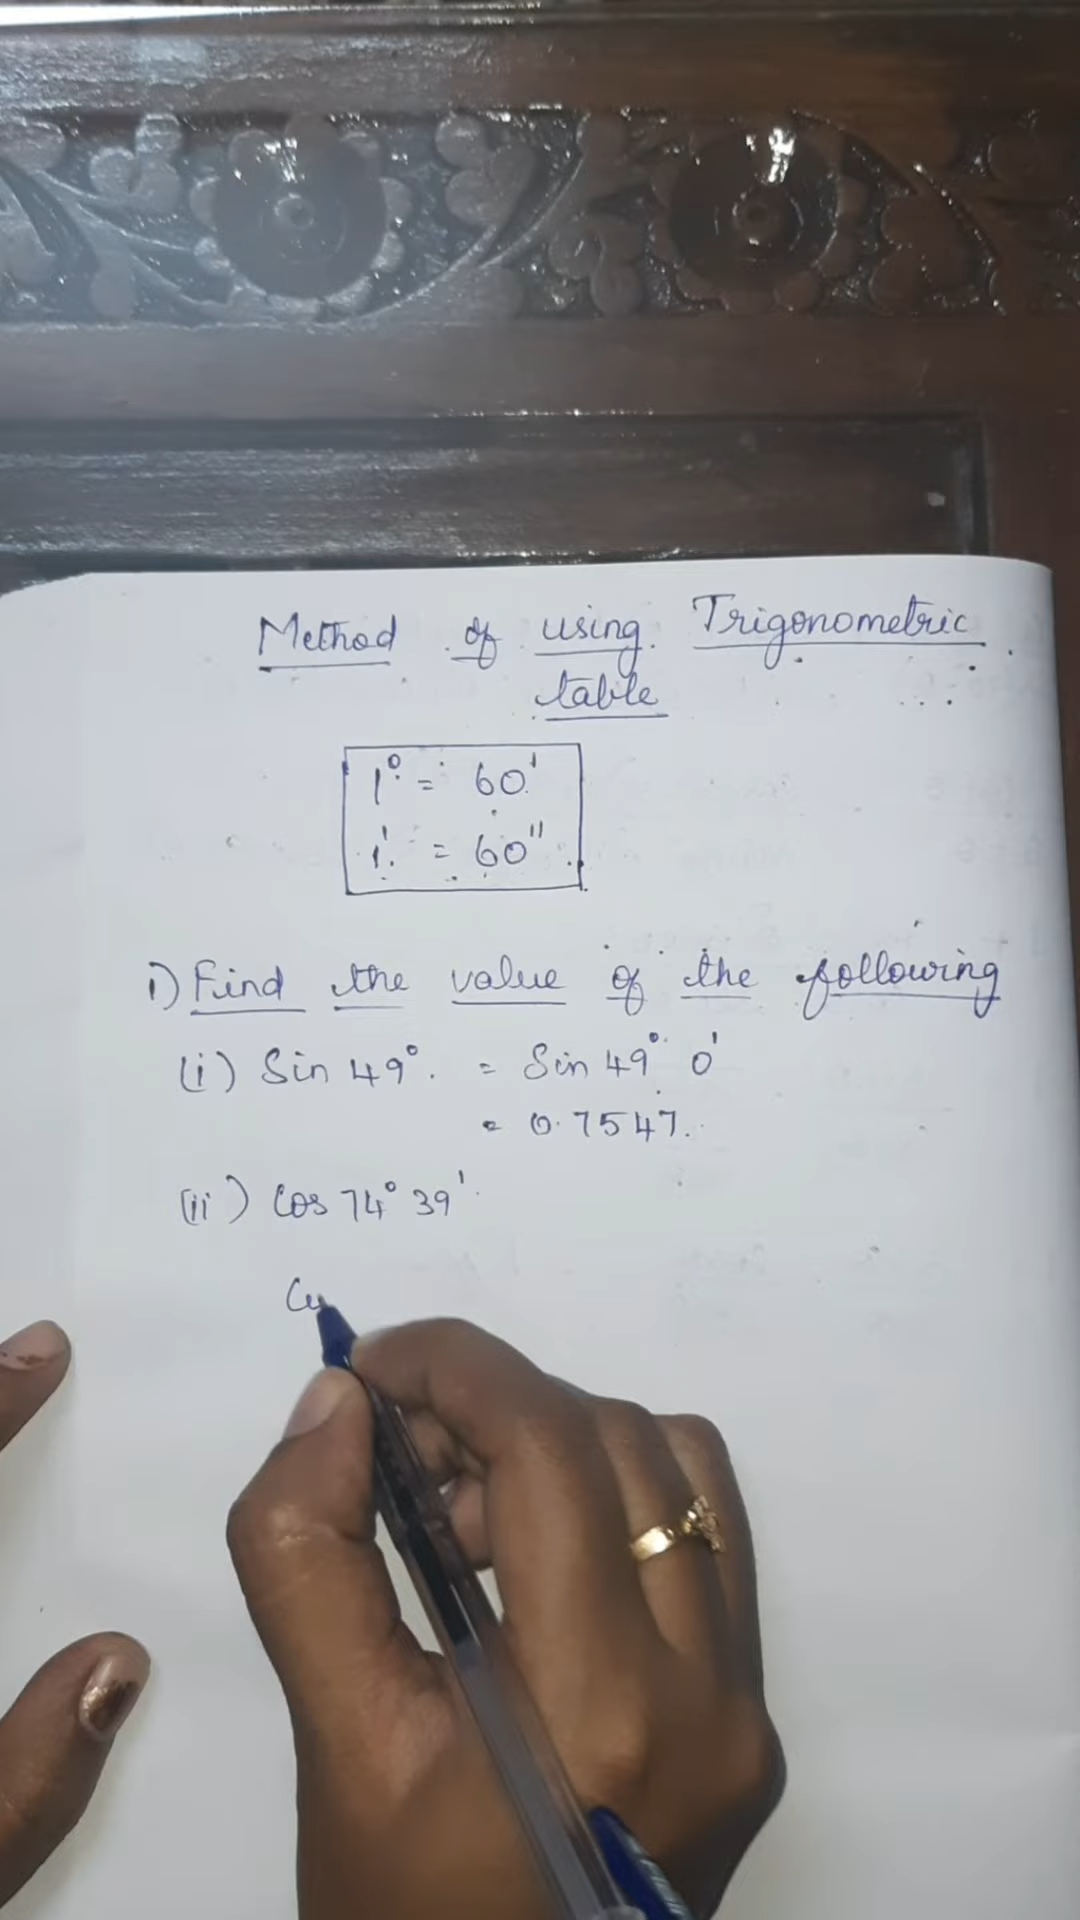 Method of using Trigonometric
table
1° = 60'
1' = 60''
1) Find the value of the following
(i) Sin 49° = Sin 49° 0'
= 0.7547.
(ii) Cos 74° 39'